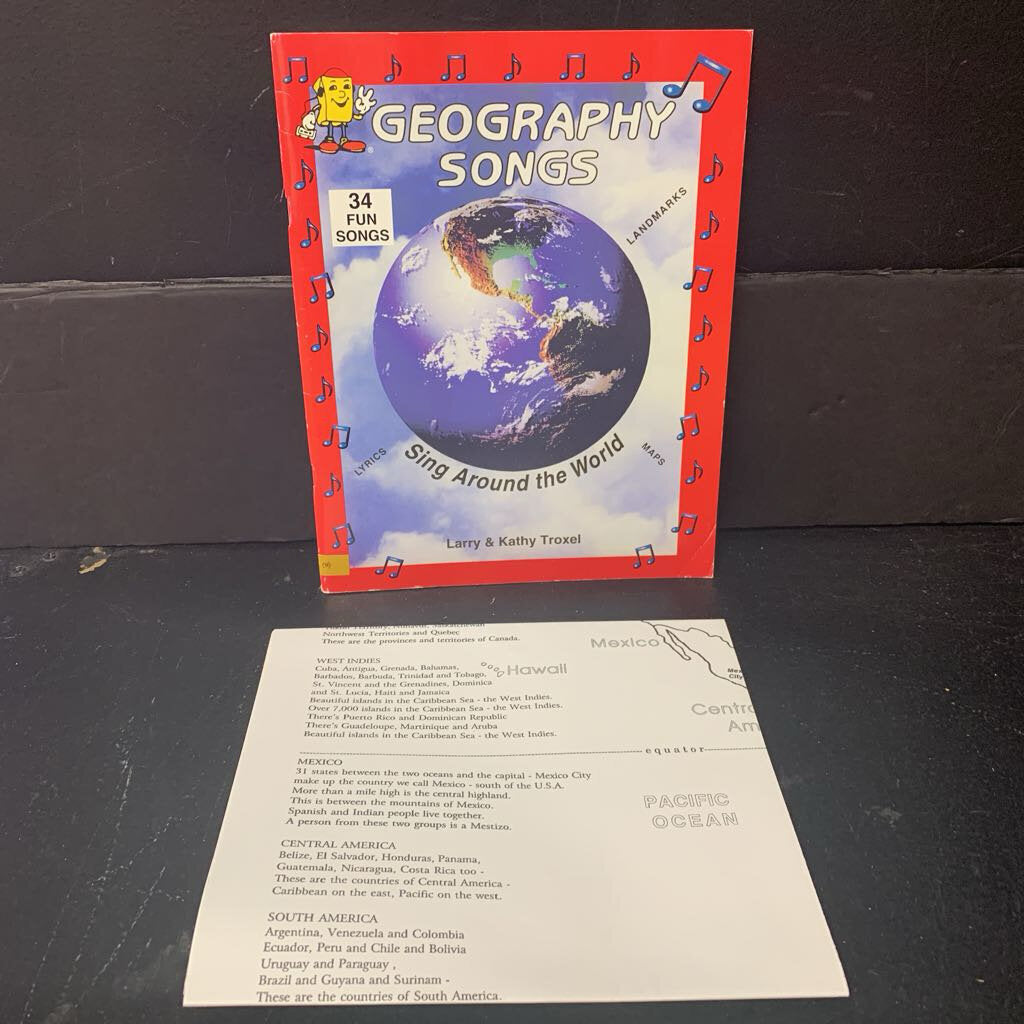 GEOGRAPHY
SONGS
34
FUN
SONGS
LANDMARKS
LYRICS
MAPS
Sing Around the World
Larry & Kathy Troxel
Northwest Territories and Quebec
These are the provinces and territories of Canada.
WEST INDIES
Cuba, Antigua, Grenada, Bahamas,
Barbados, Barbuda, Trinidad and Tobago,
St. Vincent and the Grenadines, Dominica
and St. Lucia, Haiti and Jamaica
Beautiful islands in the Caribbean Sea - the West Indies.
Over 7,000 islands in the Caribbean Sea - the West Indies.
There's Puerto Rico and Dominican Republic
There's Guadeloupe, Martinique and Aruba
Beautiful islands in the Caribbean Sea - the West Indies.
Mexico
Hawaii
Mex
City
Centra
Am
equator
MEXICO
31 states between the two oceans and the capital - Mexico City
make up the country we call Mexico - south of the U.S.A.
More than a mile high is the central highland.
This is between the mountains of Mexico.
Spanish and Indian people live together.
A person from these two groups is a Mestizo.
PACIFIC
OCEAN
CENTRAL AMERICA
Belize, El Salvador, Honduras, Panama,
Guatemala, Nicaragua, Costa Rica too -
These are the countries of Central America -
Caribbean on the east, Pacific on the west.
SOUTH AMERICA
Argentina, Venezuela and Colombia
Ecuador, Peru and Chile and Bolivia
Uruguay and Paraguay ,
Brazil and Guyana and Surinam -
These are the countries of South America.